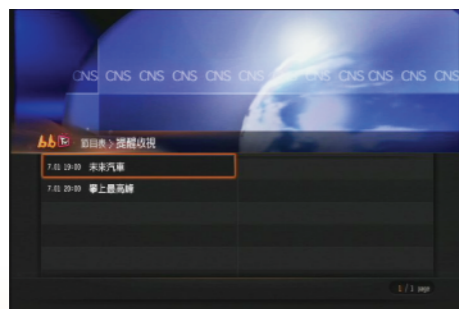 CNS CNS CNS CNS CNS CNS CNS CNS CNS CNS CNS
bb TV 節目表 > 提醒收視
7.01 19:00 未來汽車
7.01 20:00 攀上最高峰
1 / 1 page